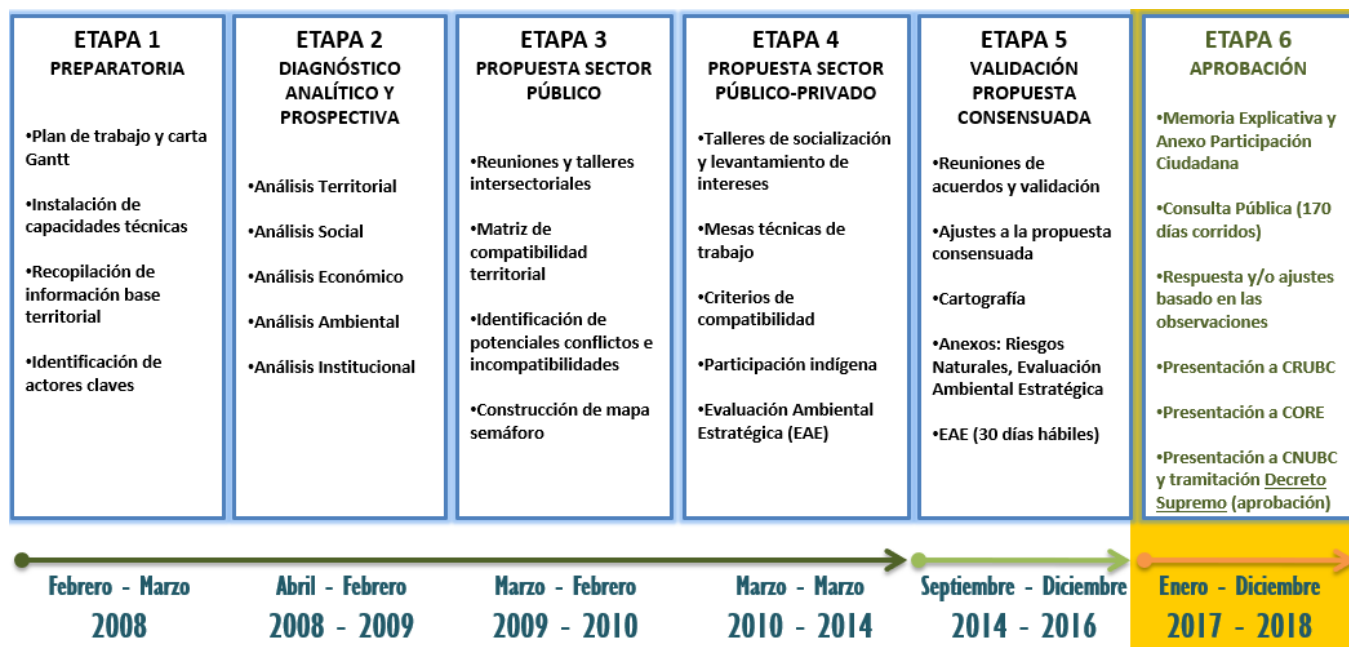 ETAPA 1
PREPARATORIA
•Plan de trabajo y carta
Gantt
•Instalación de
capacidades técnicas
•Recopilación de
información base
territorial
•Identificación de
actores claves
ETAPA 2
DIAGNÓSTICO
ANALÍTICO Y
PROSPECTIVA
•Análisis Territorial
•Análisis Social
•Análisis Económico
•Análisis Ambiental
•Análisis Institucional
ETAPA 3
PROPUESTA SECTOR
PÚBLICO
•Reuniones y talleres
intersectoriales
•Matriz de
compatibilidad
territorial
•Identificación de
potenciales conflictos e
incompatibilidades
•Construcción de mapa
semáforo
ETAPA 4
PROPUESTA SECTOR
PÚBLICO-PRIVADO
•Talleres de socialización
y levantamiento de
intereses
•Mesas técnicas de
trabajo
•Criterios de
compatibilidad
•Participación indígena
•Evaluación Ambiental
Estratégica (EAE)
ETAPA 5
VALIDACIÓN
PROPUESTA
CONSENSUADA
•Reuniones de
acuerdos y validación
•Ajustes a la propuesta
consensuada
•Cartografía
•Anexos: Riesgos
Naturales, Evaluación
Ambiental Estratégica
•EAE (30 días hábiles)
ETAPA 6
APROBACIÓN
•Memoria Explicativa y
Anexo Participación
Ciudadana
•Consulta Pública (170
días corridos)
•Respuesta y/o ajustes
basado en las
observaciones
•Presentación a CRUBC
•Presentación a CORE
•Presentación a CNUBC
y tramitación Decreto
Supremo (aprobación)
Febrero - Marzo
2008
Abril - Febrero
2008 - 2009
Marzo - Febrero
2009 - 2010
Marzo - Marzo
2010 - 2014
Septiembre - Diciembre
2014 - 2016
Enero - Diciembre
2017 - 2018